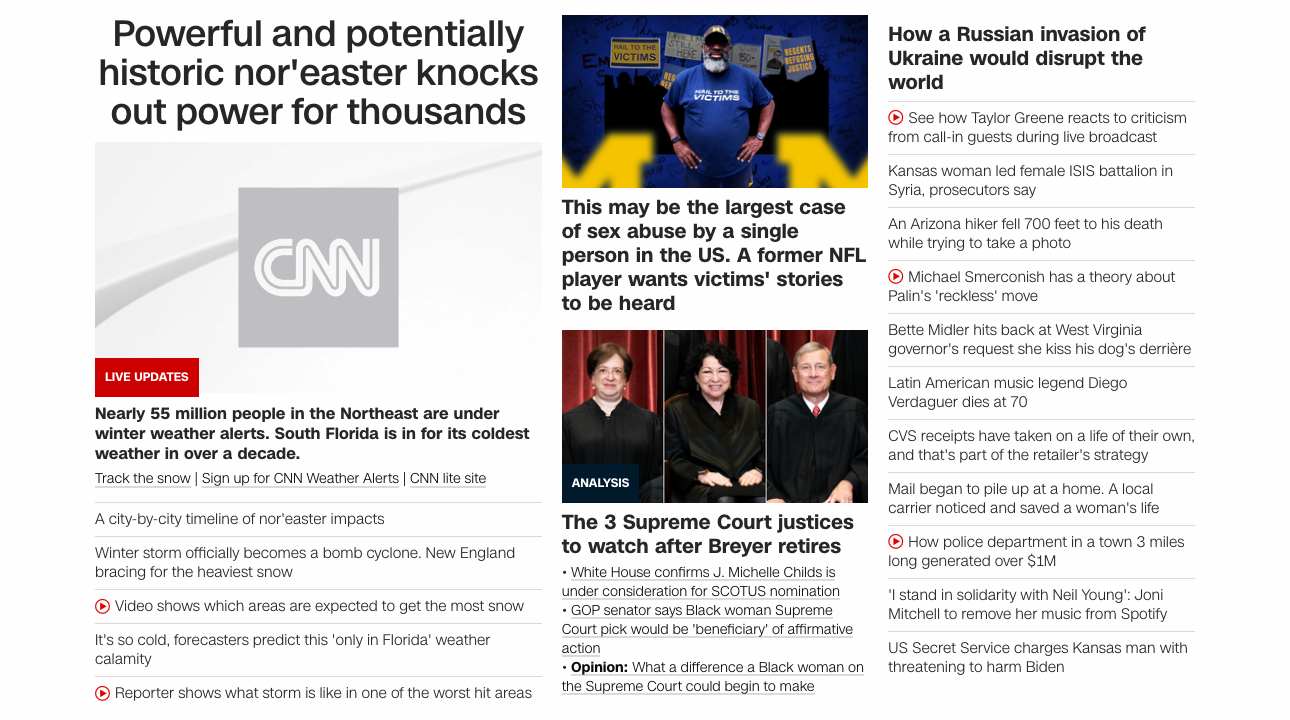 Powerful and potentially
historic nor'easter knocks
out power for thousands
CNN
LIVE UPDATES
Nearly 55 million people in the Northeast are under
winter weather alerts. South Florida is in for its coldest
weather in over a decade.
Track the snow | Sign up for CNN Weather Alerts | CNN lite site
A city-by-city timeline of nor'easter impacts
Winter storm officially becomes a bomb cyclone. New England
bracing for the heaviest snow
Video shows which areas are expected to get the most snow
It's so cold, forecasters predict this 'only in Florida' weather
calamity
Reporter shows what storm is like in one of the worst hit areas
HAIL TO THE
VICTIMS
STILL
HERE
150+
REGENTS
REFUSING
JUSTICE
HAIL TO THE
VICTIMS
M M
This may be the largest case
of sex abuse by a single
person in the US. A former NFL
player wants victims' stories
to be heard
ANALYSIS
The 3 Supreme Court justices
to watch after Breyer retires
• White House confirms J. Michelle Childs is
under consideration for SCOTUS nomination
• GOP senator says Black woman Supreme
Court pick would be 'beneficiary' of affirmative
action
• Opinion: What a difference a Black woman on
the Supreme Court could begin to make
How a Russian invasion of
Ukraine would disrupt the
world
See how Taylor Greene reacts to criticism
from call-in guests during live broadcast
Kansas woman led female ISIS battalion in
Syria, prosecutors say
An Arizona hiker fell 700 feet to his death
while trying to take a photo
Michael Smerconish has a theory about
Palin's 'reckless' move
Bette Midler hits back at West Virginia
governor's request she kiss his dog's derrière
Latin American music legend Diego
Verdaguer dies at 70
CVS receipts have taken on a life of their own,
and that's part of the retailer's strategy
Mail began to pile up at a home. A local
carrier noticed and saved a woman's life
How police department in a town 3 miles
long generated over $1M
'I stand in solidarity with Neil Young': Joni
Mitchell to remove her music from Spotify
US Secret Service charges Kansas man with
threatening to harm Biden